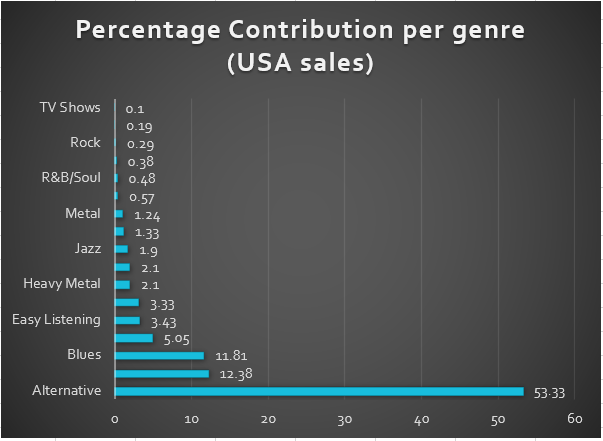 Percentage Contribution per genre
(USA sales)
TV Shows 0.1
0.19
Rock 0.29
0.38
R&B/Soul 0.48
0.57
Metal 1.24
1.33
Jazz 1.9
2.1
Heavy Metal 2.1
3.33
Easy Listening 3.43
5.05
Blues 11.81
12.38
Alternative 53.33
0 10 20 30 40 50 60